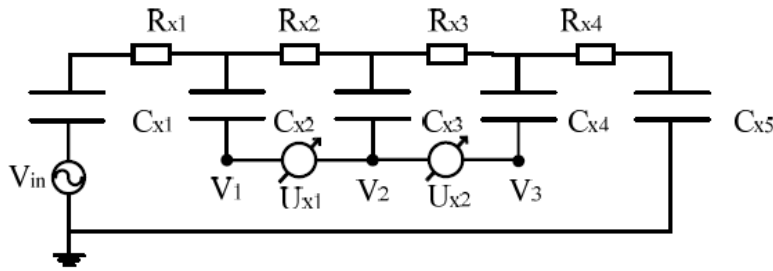 Rx1 Rx2 Rx3 Rx4
Cx1 Cx2 Cx3 Cx4 Cx5
Vin V1 Ux1 V2 Ux2 V3